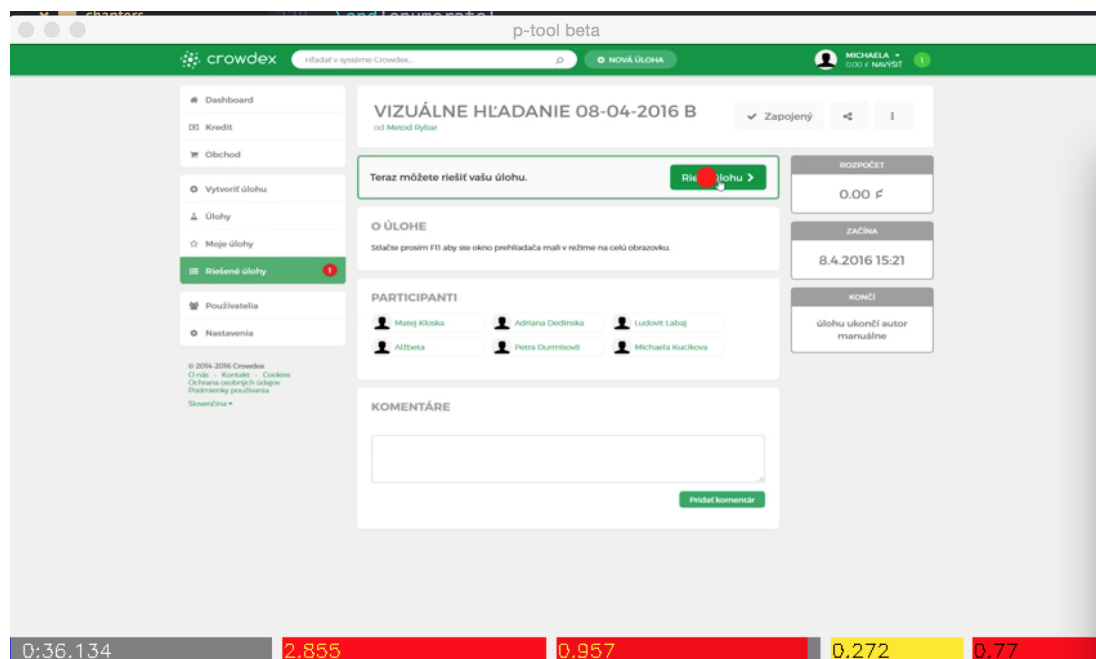 chapters
p-tool beta
crowdex
Hľadať v systéme Crowdex...
NOVÁ ÚLOHA
MICHAELA
0.00 ¢ NAVÝŠIŤ
1
Dashboard
Kredit
Obchod
Vytvoriť úlohu
Úlohy
Moje úlohy
Riešené úlohy
1
Používatelia
Nastavenia
© 2014-2016 Crowdex
O nás - Kontakt - Cookies
Ochrana osobných údajov
Podmienky používania
Slovenčina
VIZUÁLNE HĽADANIE 08-04-2016 B
od Metod Rybar
Zapojený
Teraz môžete riešiť vašu úlohu.
O ÚLOHE
Stlačte prosím F11 aby ste okno prehliadača mali v režime na celú obrazovku.
PARTICIPANTI
Matej Kloska
Adriana Dedinska
Ludovit Labaj
Alžbeta
Petra Durmisovli
Michaela Kucikova
KOMENTÁRE
Pridať komentár
ROZPOČET
0.00 ¢
ZAČÍNA
8.4.2016 15:21
KONČÍ
úlohu ukončí autor
manuálne
0:36.134
2.855
0.957
0.272
0.77